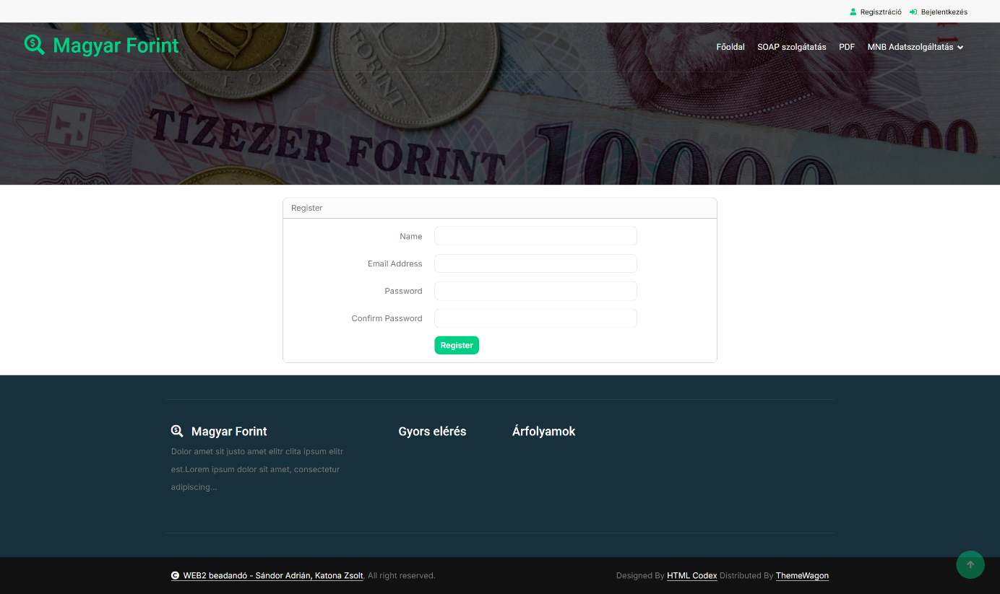 Regisztráció Bejelentkezés
Magyar Forint
Főoldal SOAP szolgátatás PDF MNB Adatszolgáltatás
FORINT
TÍZEZER FORINT 10000 10000
Register
Name
Email Address
Password
Confirm Password
Register
Magyar Forint
Gyors elérés
Árfolyamok
Dolor amet sit justo amet elitr clita ipsum elitr
est.Lorem ipsum dolor sit amet, consectetur
adipiscing...
WEB2 beadandó - Sándor Adrián, Katona Zsolt, All right reserved.
Designed By HTML Codex Distributed By ThemeWagon